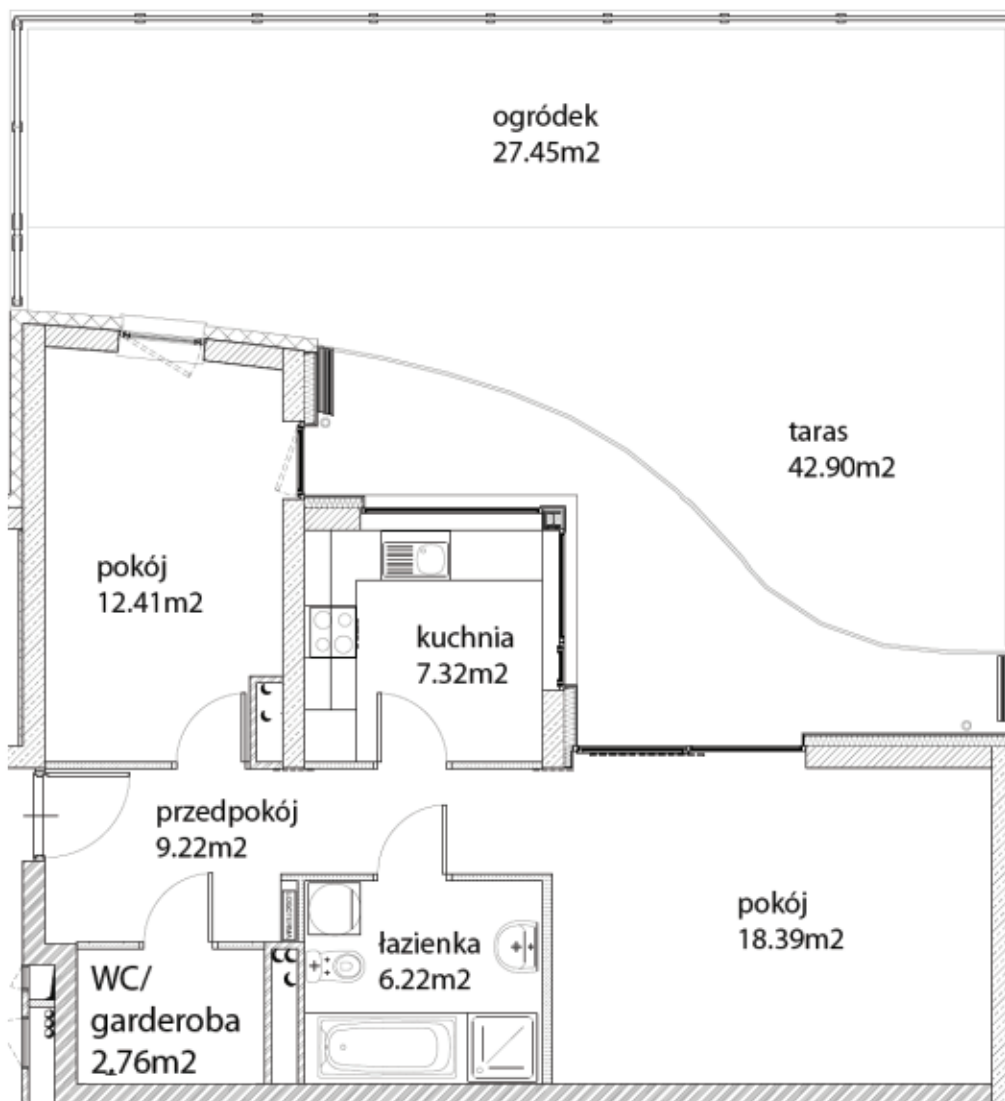 ogródek
27.45m2
taras
42.90m2
pokój
12.41m2
kuchnia
7.32m2
przedpokój
9.22m2
pokój
18.39m2
łazienka
6.22m2
WC/
garderoba
2.76m2